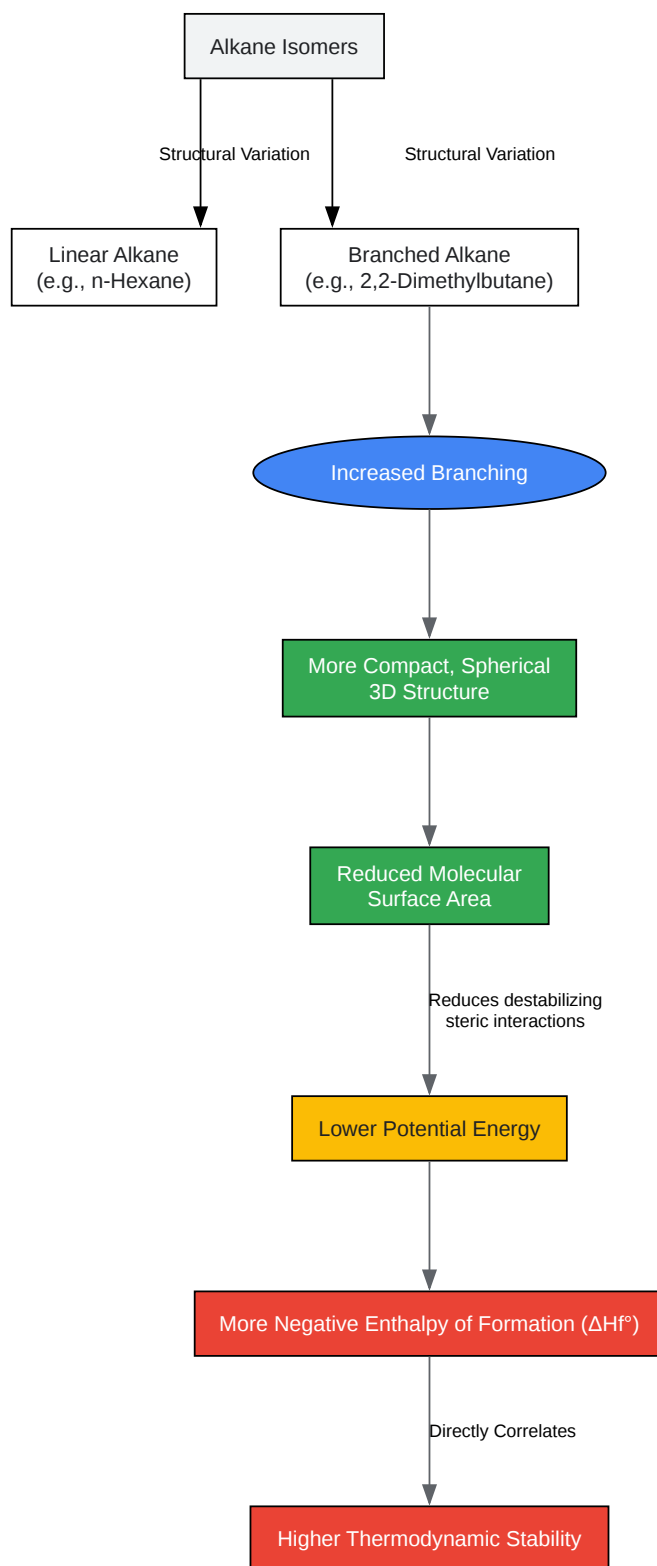 Alkane Isomers
Structural Variation
Structural Variation
Linear Alkane
(e.g., n-Hexane)
Branched Alkane
(e.g., 2,2-Dimethylbutane)
Increased Branching
More Compact, Spherical
3D Structure
Reduced Molecular
Surface Area
Reduces destabilizing
steric interactions
Lower Potential Energy
More Negative Enthalpy of Formation (ΔHf°)
Directly Correlates
Higher Thermodynamic Stability